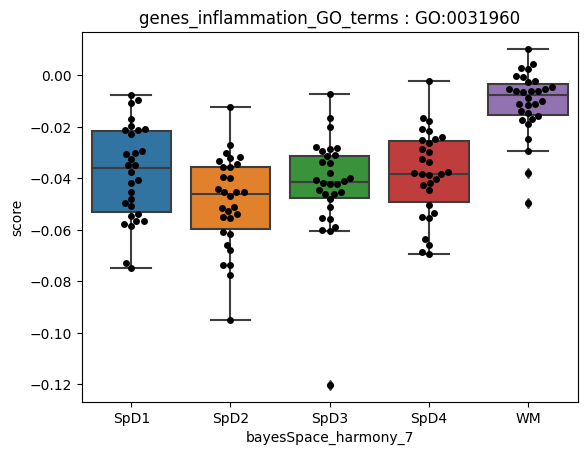 genes_inflammation_GO_terms : GO:0031960
score
0.00
−0.02
−0.04
−0.06
−0.08
−0.10
−0.12
SpD1 SpD2 SpD3 SpD4 WM
bayesSpace_harmony_7